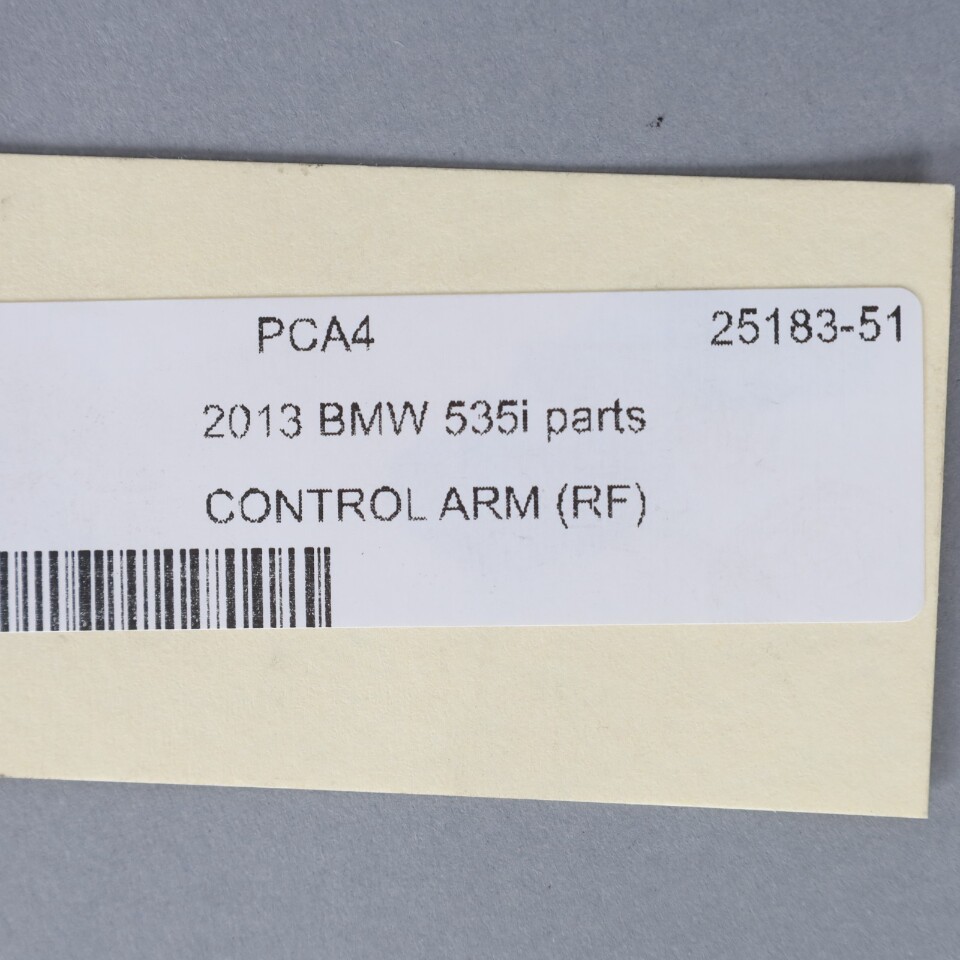 PCA4 25183-51
2013 BMW 535i parts
CONTROL ARM (RF)